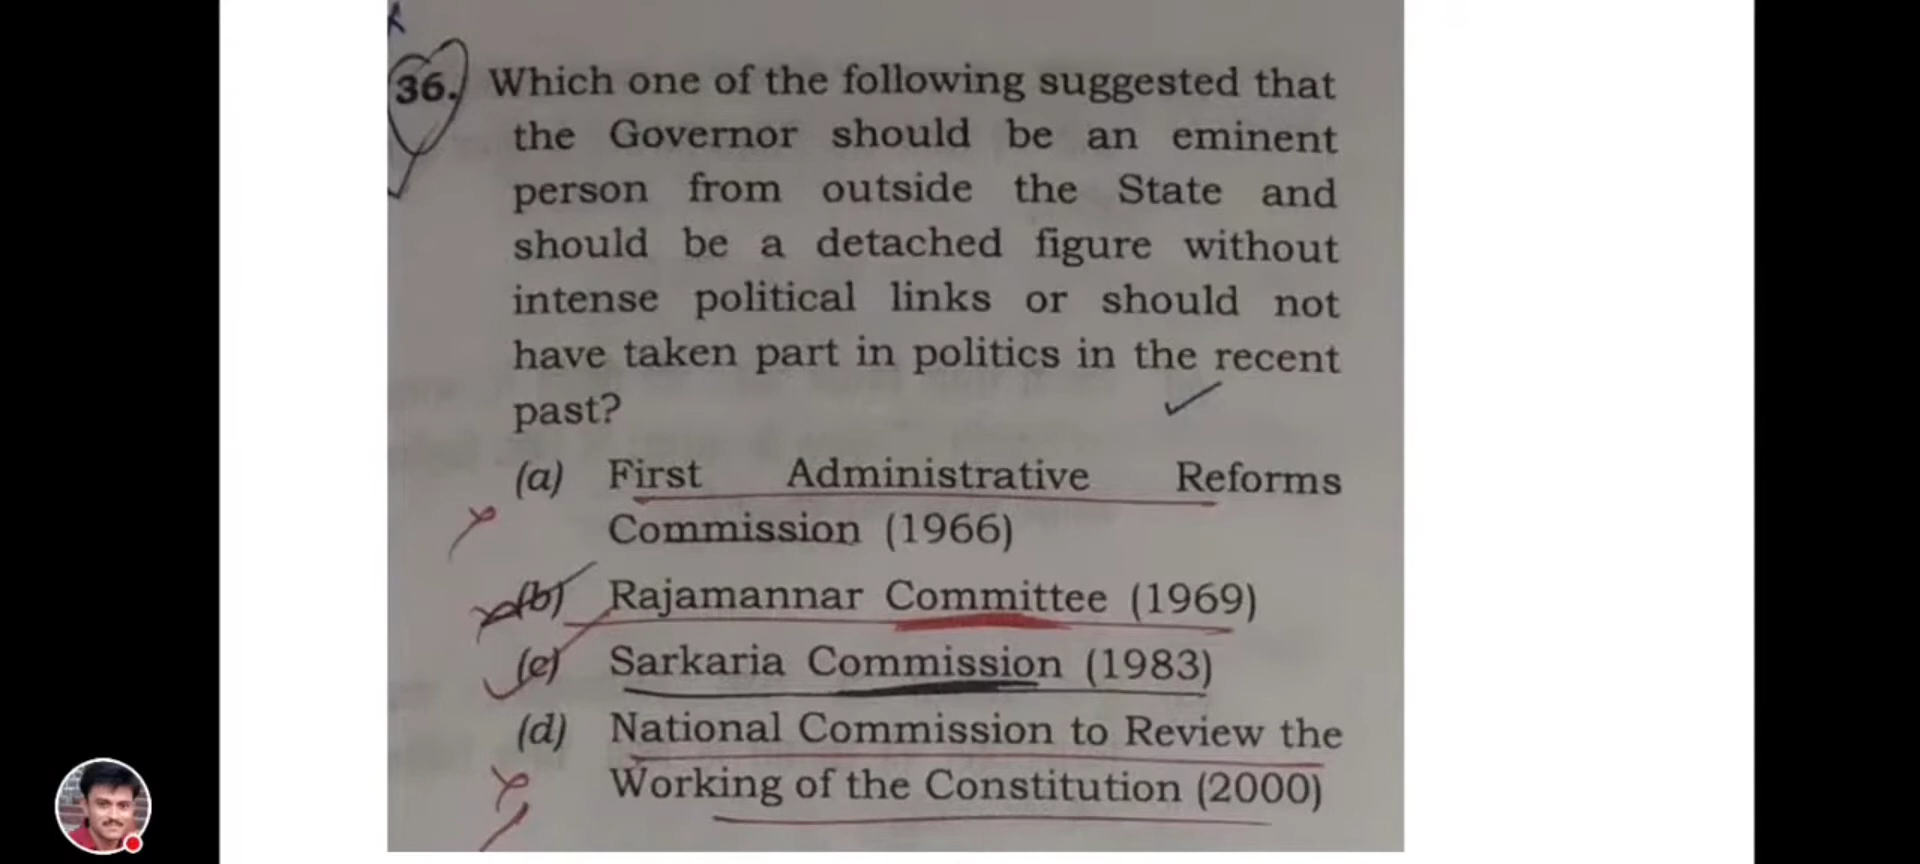 36. Which one of the following suggested that
the Governor should be an eminent
person from outside the State and
should be a detached figure without
intense political links or should not
have taken part in politics in the recent
past?
(a) First Administrative Reforms
Commission (1966)
(b) Rajamannar Committee (1969)
(c) Sarkaria Commission (1983)
(d) National Commission to Review the
Working of the Constitution (2000)